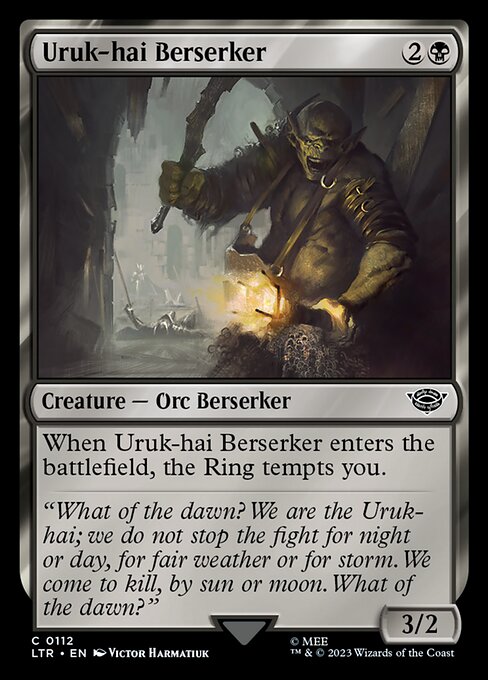 Uruk-hai Berserker 2
Creature — Orc Berserker
When Uruk-hai Berserker enters the
battlefield, the Ring tempts you.
“What of the dawn? We are the Uruk-
hai; we do not stop the fight for night
or day, for fair weather or for storm. We
come to kill, by sun or moon. What of
the dawn?”
3/2
C 0112
LTR • EN Victor Harmatiuk
© MEE
™ & © 2023 Wizards of the Coast